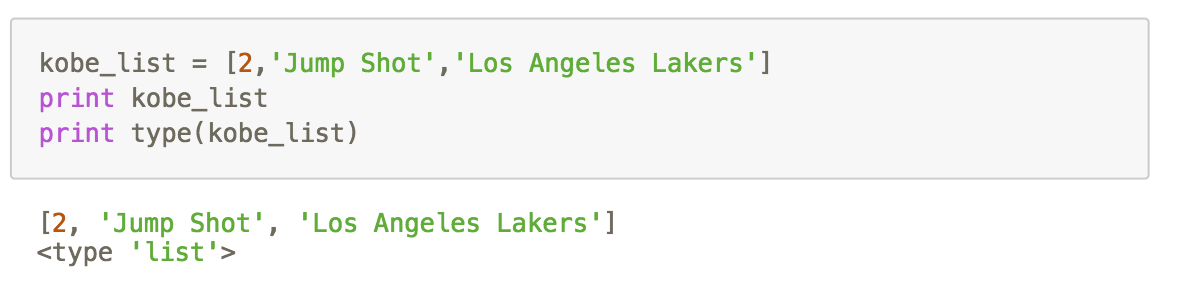 kobe_list = [2,'Jump Shot','Los Angeles Lakers']
print kobe_list
print type(kobe_list)
[2, 'Jump Shot', 'Los Angeles Lakers']
<type 'list'>